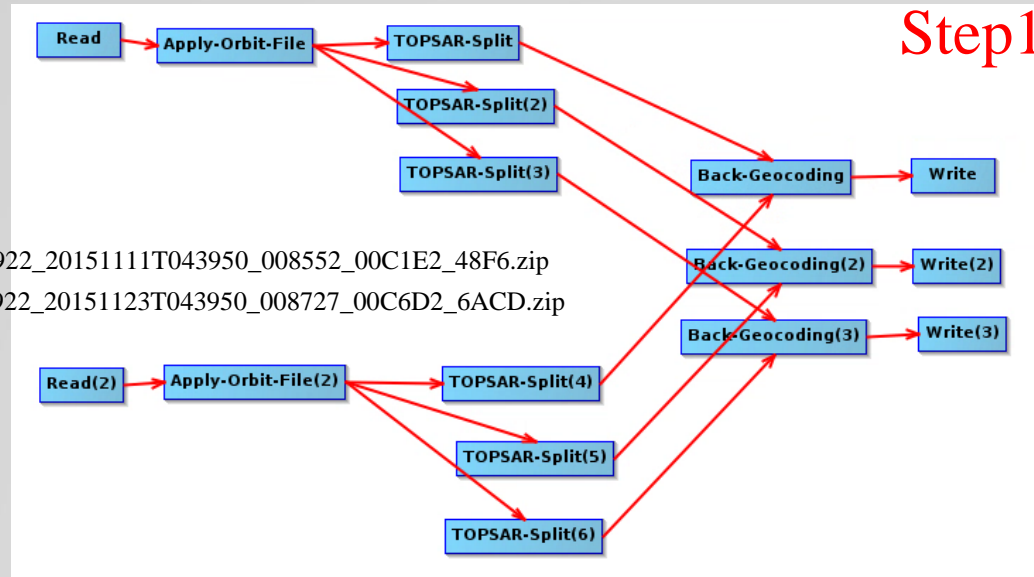 Step1
Read
Apply-Orbit-File
TOPSAR-Split
TOPSAR-Split(2)
TOPSAR-Split(3)
Back-Geocoding
Write
922_20151111T043950_008552_00C1E2_48F6.zip
Back-Geocoding(2)
Write(2)
922_20151123T043950_008727_00C6D2_6ACD.zip
Back-Geocoding(3)
Write(3)
Read(2)
Apply-Orbit-File(2)
TOPSAR-Split(4)
TOPSAR-Split(5)
TOPSAR-Split(6)